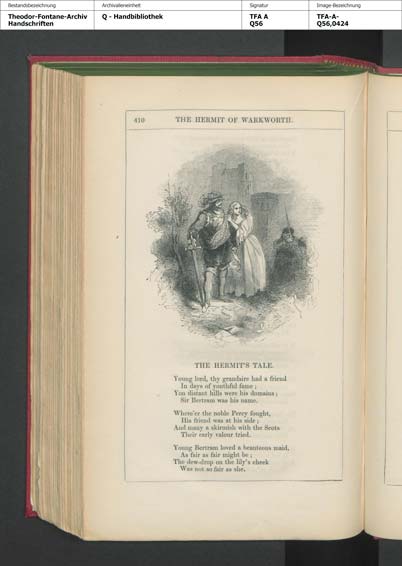 Bestandsbezeichnung
Archivalieneinheit
Signatur
Image-Bezeichnung
Theodor-Fontane-Archiv
Handschriften
Q - Handbibliothek
TFA A
Q56
TFA-A-
Q56,0424
410 THE HERMIT OF WARKWORTH.
THE HERMIT'S TALE.
Young lord, thy grandsire had a friend
In days of youthful fame;
Yon distant hills were his domains;
Sir Bertram was his name.
Where'er the noble Percy fought,
His friend was at his side;
And many a skirmish with the Scots
Their early valour tried.
Young Bertram loved a beauteous maid,
As fair as fair might be;
The dew-drop on the lily's cheek
Was not so fair as she.